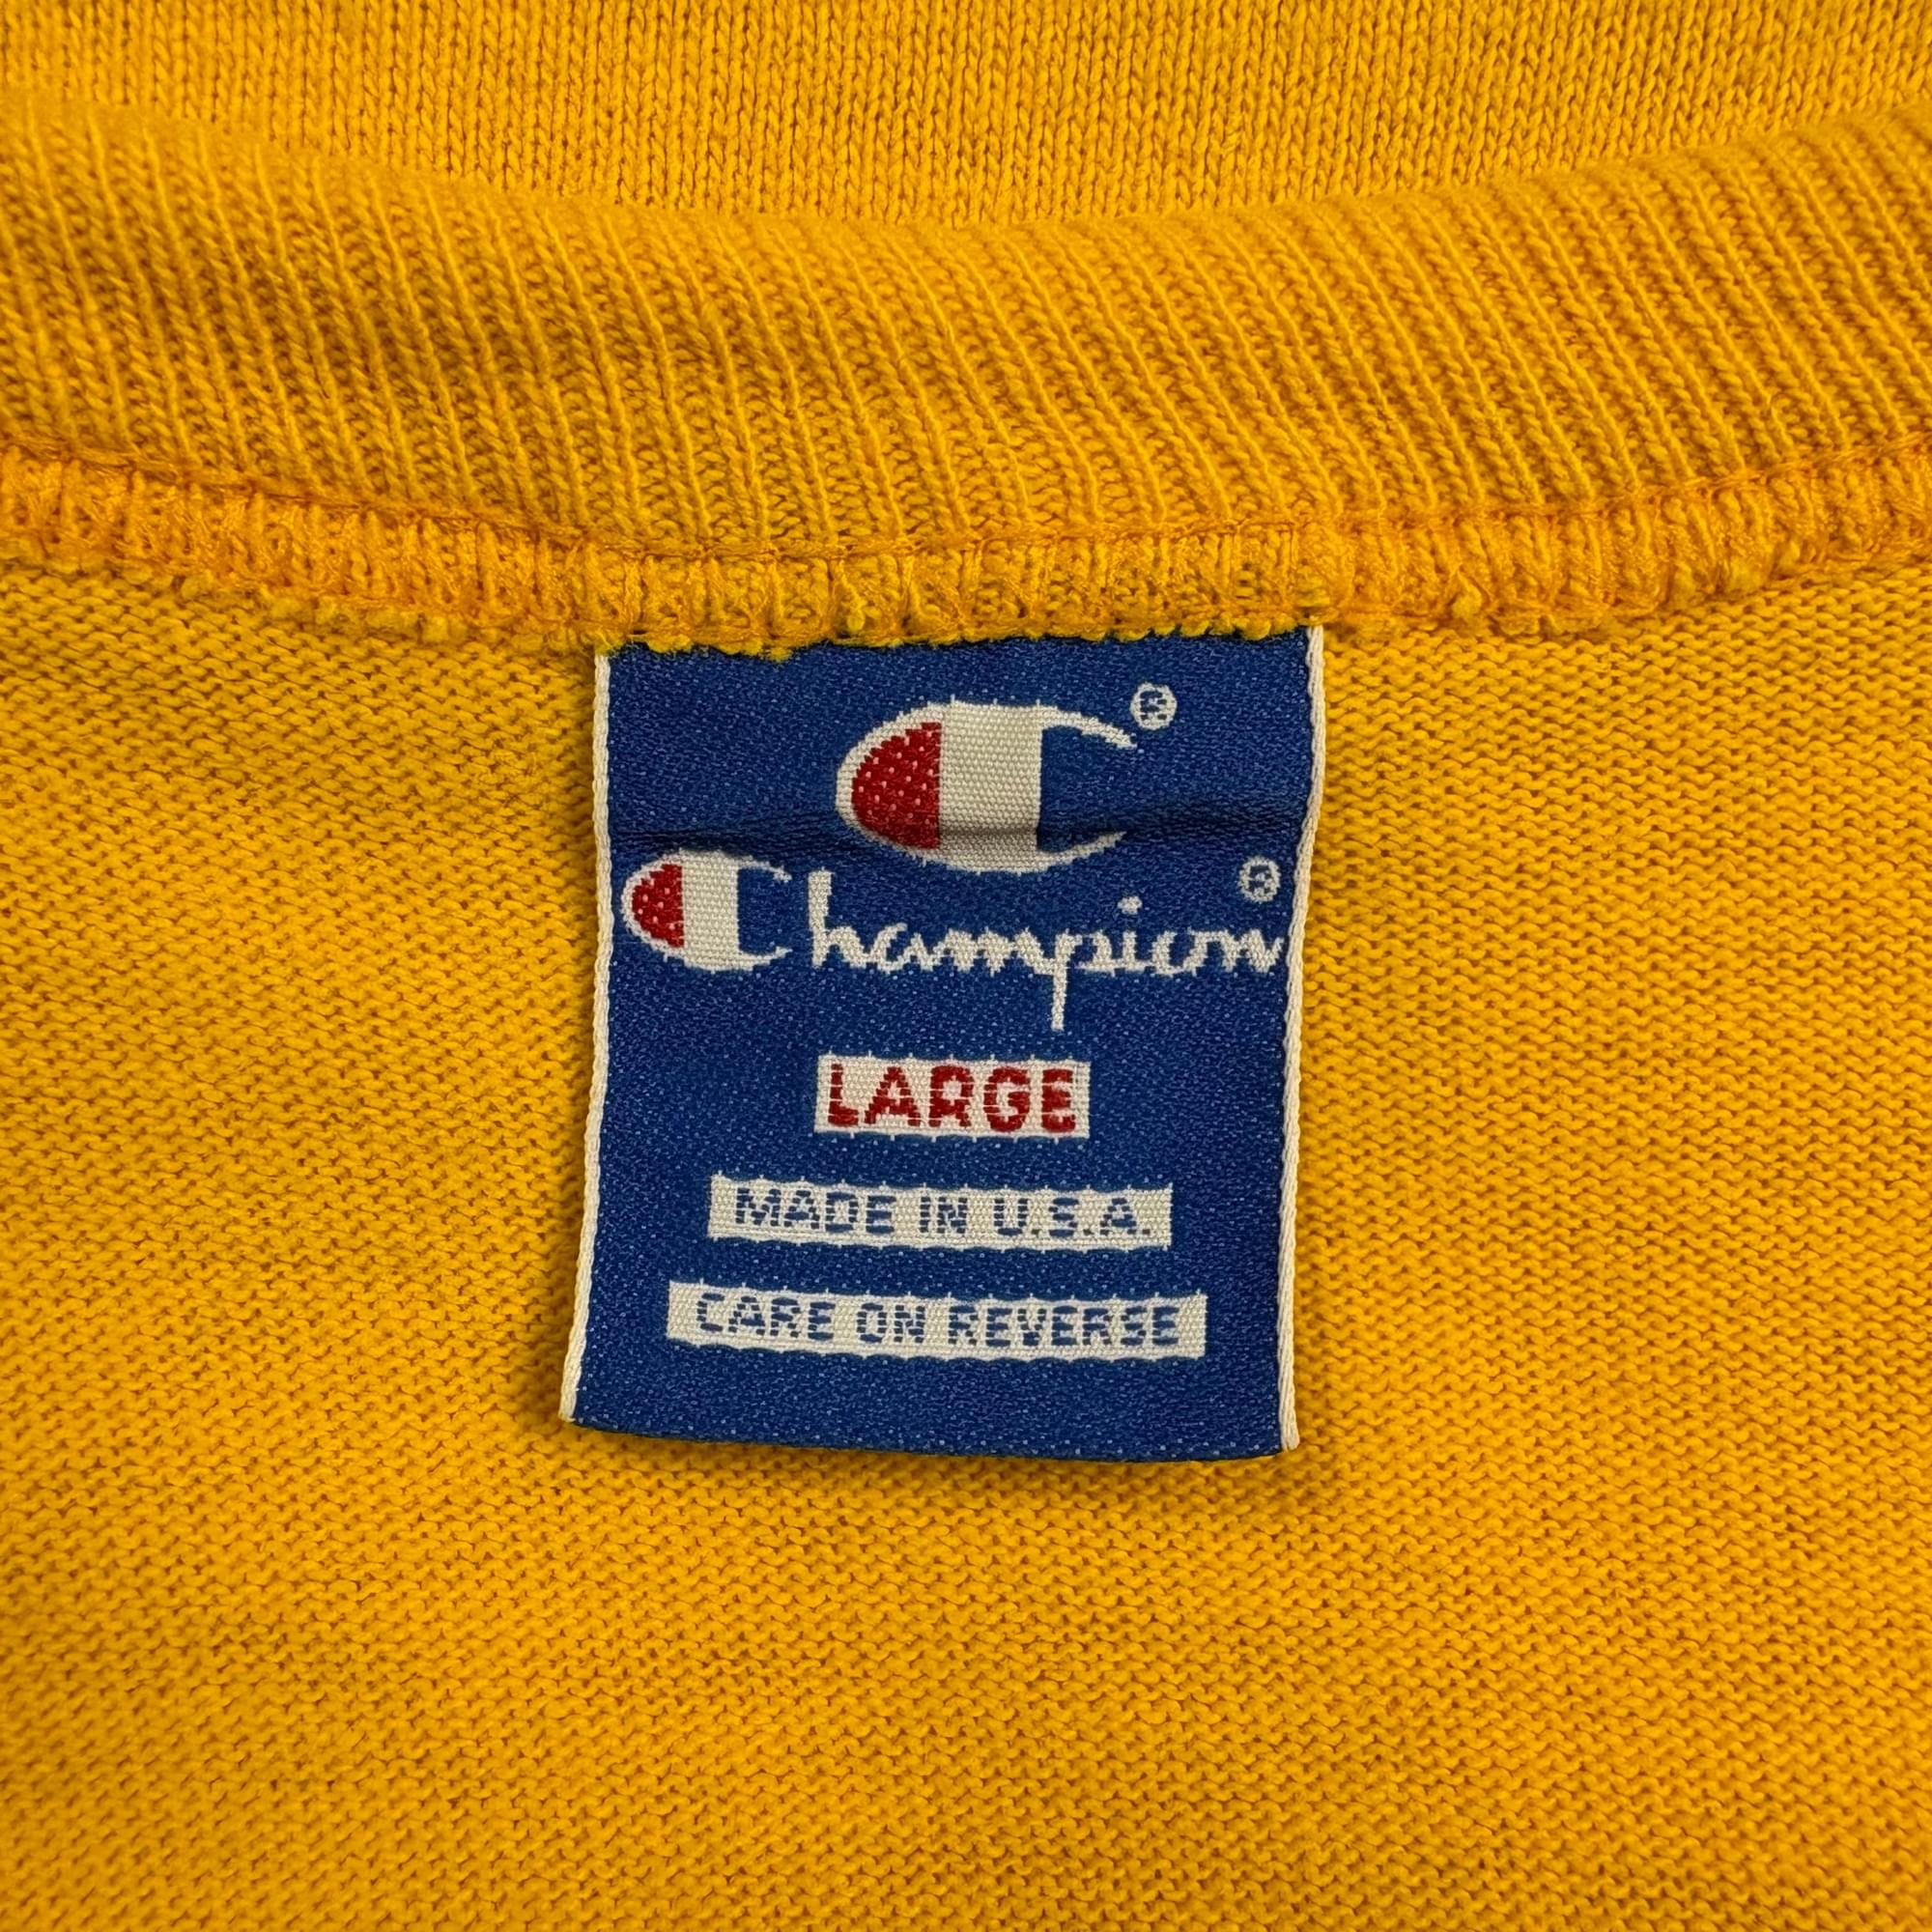 ®
Champion®
LARGE
MADE IN U.S.A.
CARE ON REVERSE